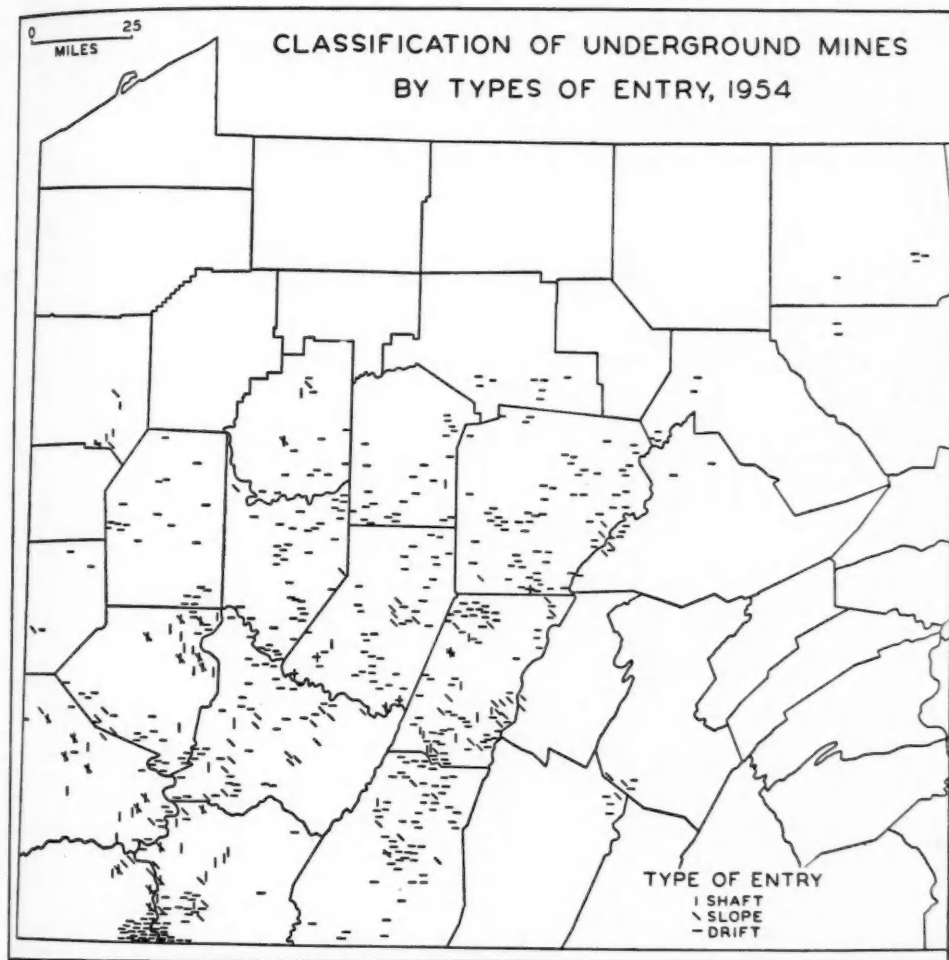 0 25
MILES
CLASSIFICATION OF UNDERGROUND MINES
BY TYPES OF ENTRY, 1954
TYPE OF ENTRY
SHAFT
SLOPE
DRIFT